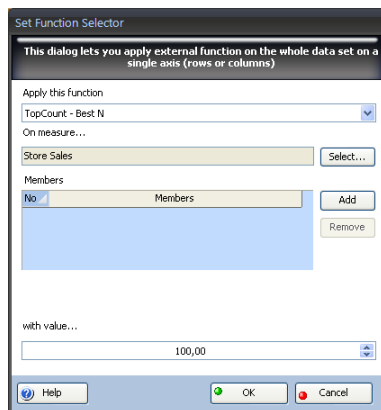 Set Function Selector
This dialog lets you apply external function on the whole data set on a
single axis (rows or columns)
Apply this function
TopCount - Best N
On measure...
Store Sales Select...
Members
No Members Add
Remove
with value...
100,00
Help OK Cancel